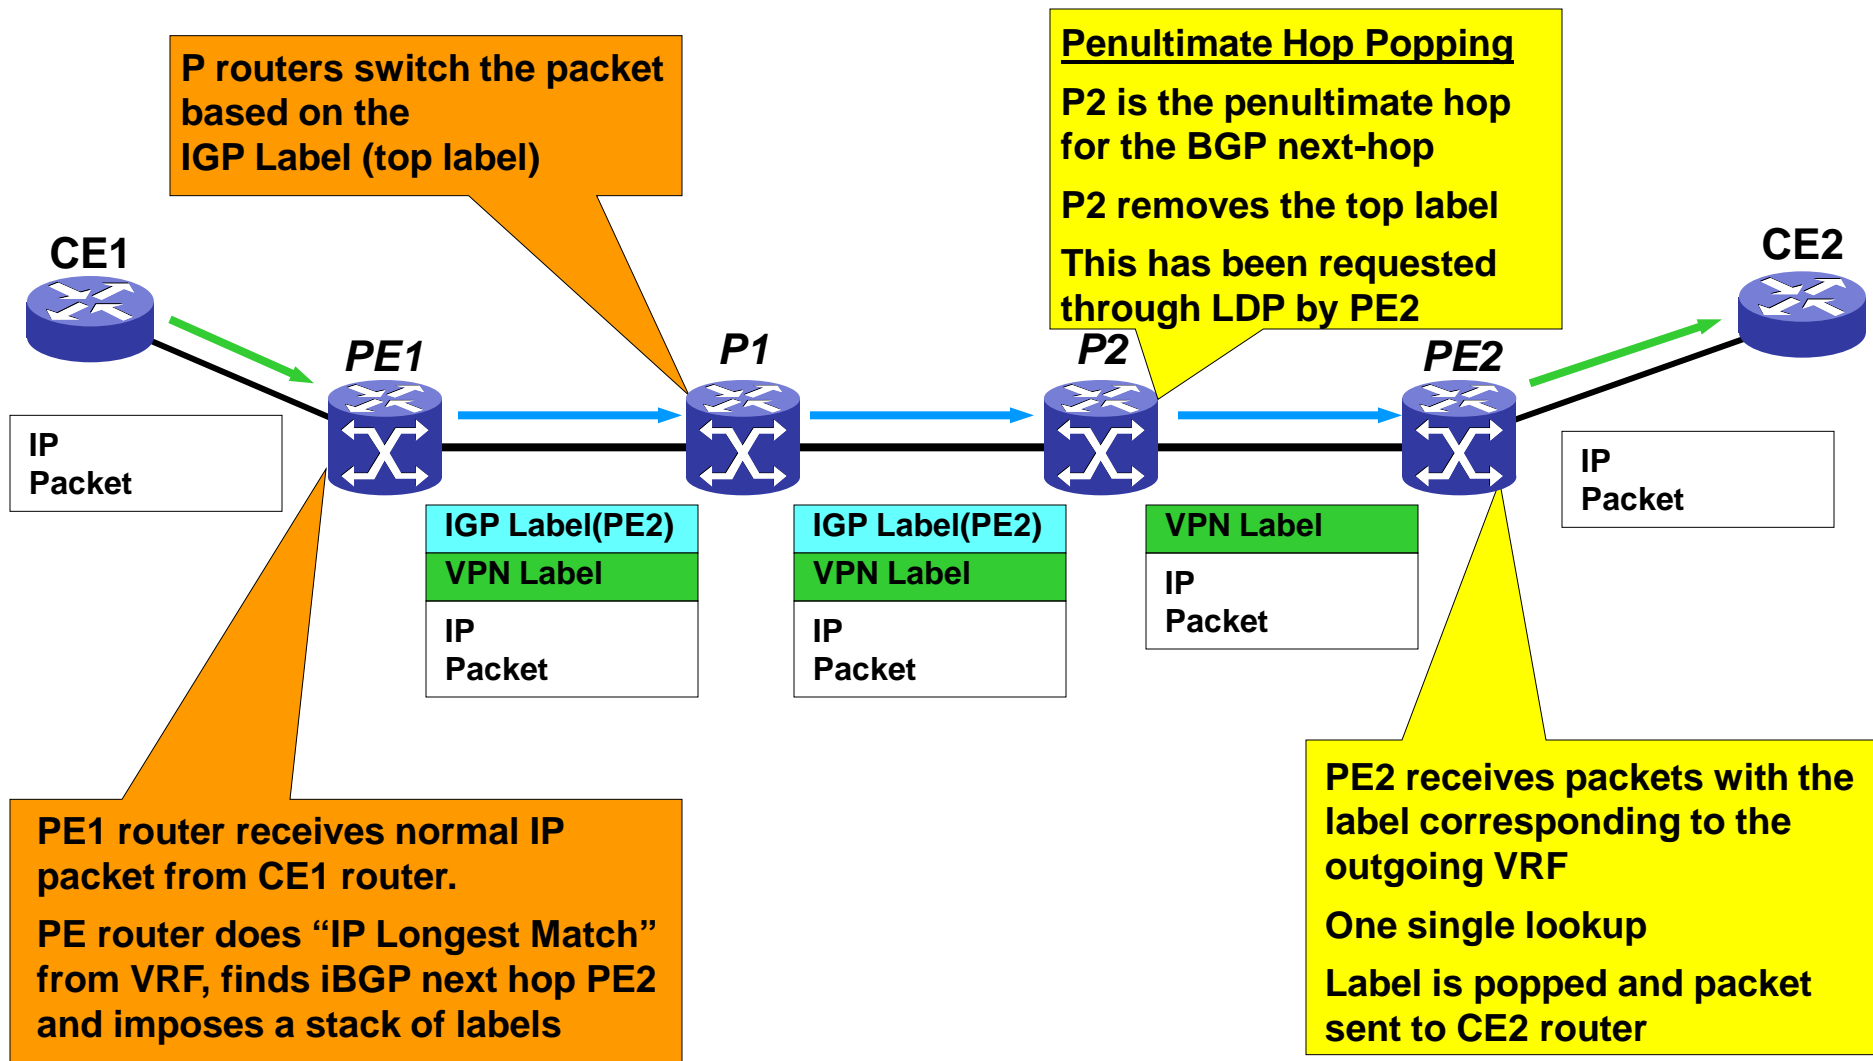 P routers switch the packet
based on the
IGP Label (top label)
Penultimate Hop Popping
P2 is the penultimate hop
for the BGP next-hop
P2 removes the top label
This has been requested
through LDP by PE2
CE1
PE1
P1
P2
PE2
CE2
IP
Packet
IGP Label(PE2)
VPN Label
IP
Packet
IGP Label(PE2)
VPN Label
IP
Packet
VPN Label
IP
Packet
IP
Packet
PE1 router receives normal IP
packet from CE1 router.
PE router does “IP Longest Match”
from VRF, finds iBGP next hop PE2
and imposes a stack of labels
PE2 receives packets with the
label corresponding to the
outgoing VRF
One single lookup
Label is popped and packet
sent to CE2 router